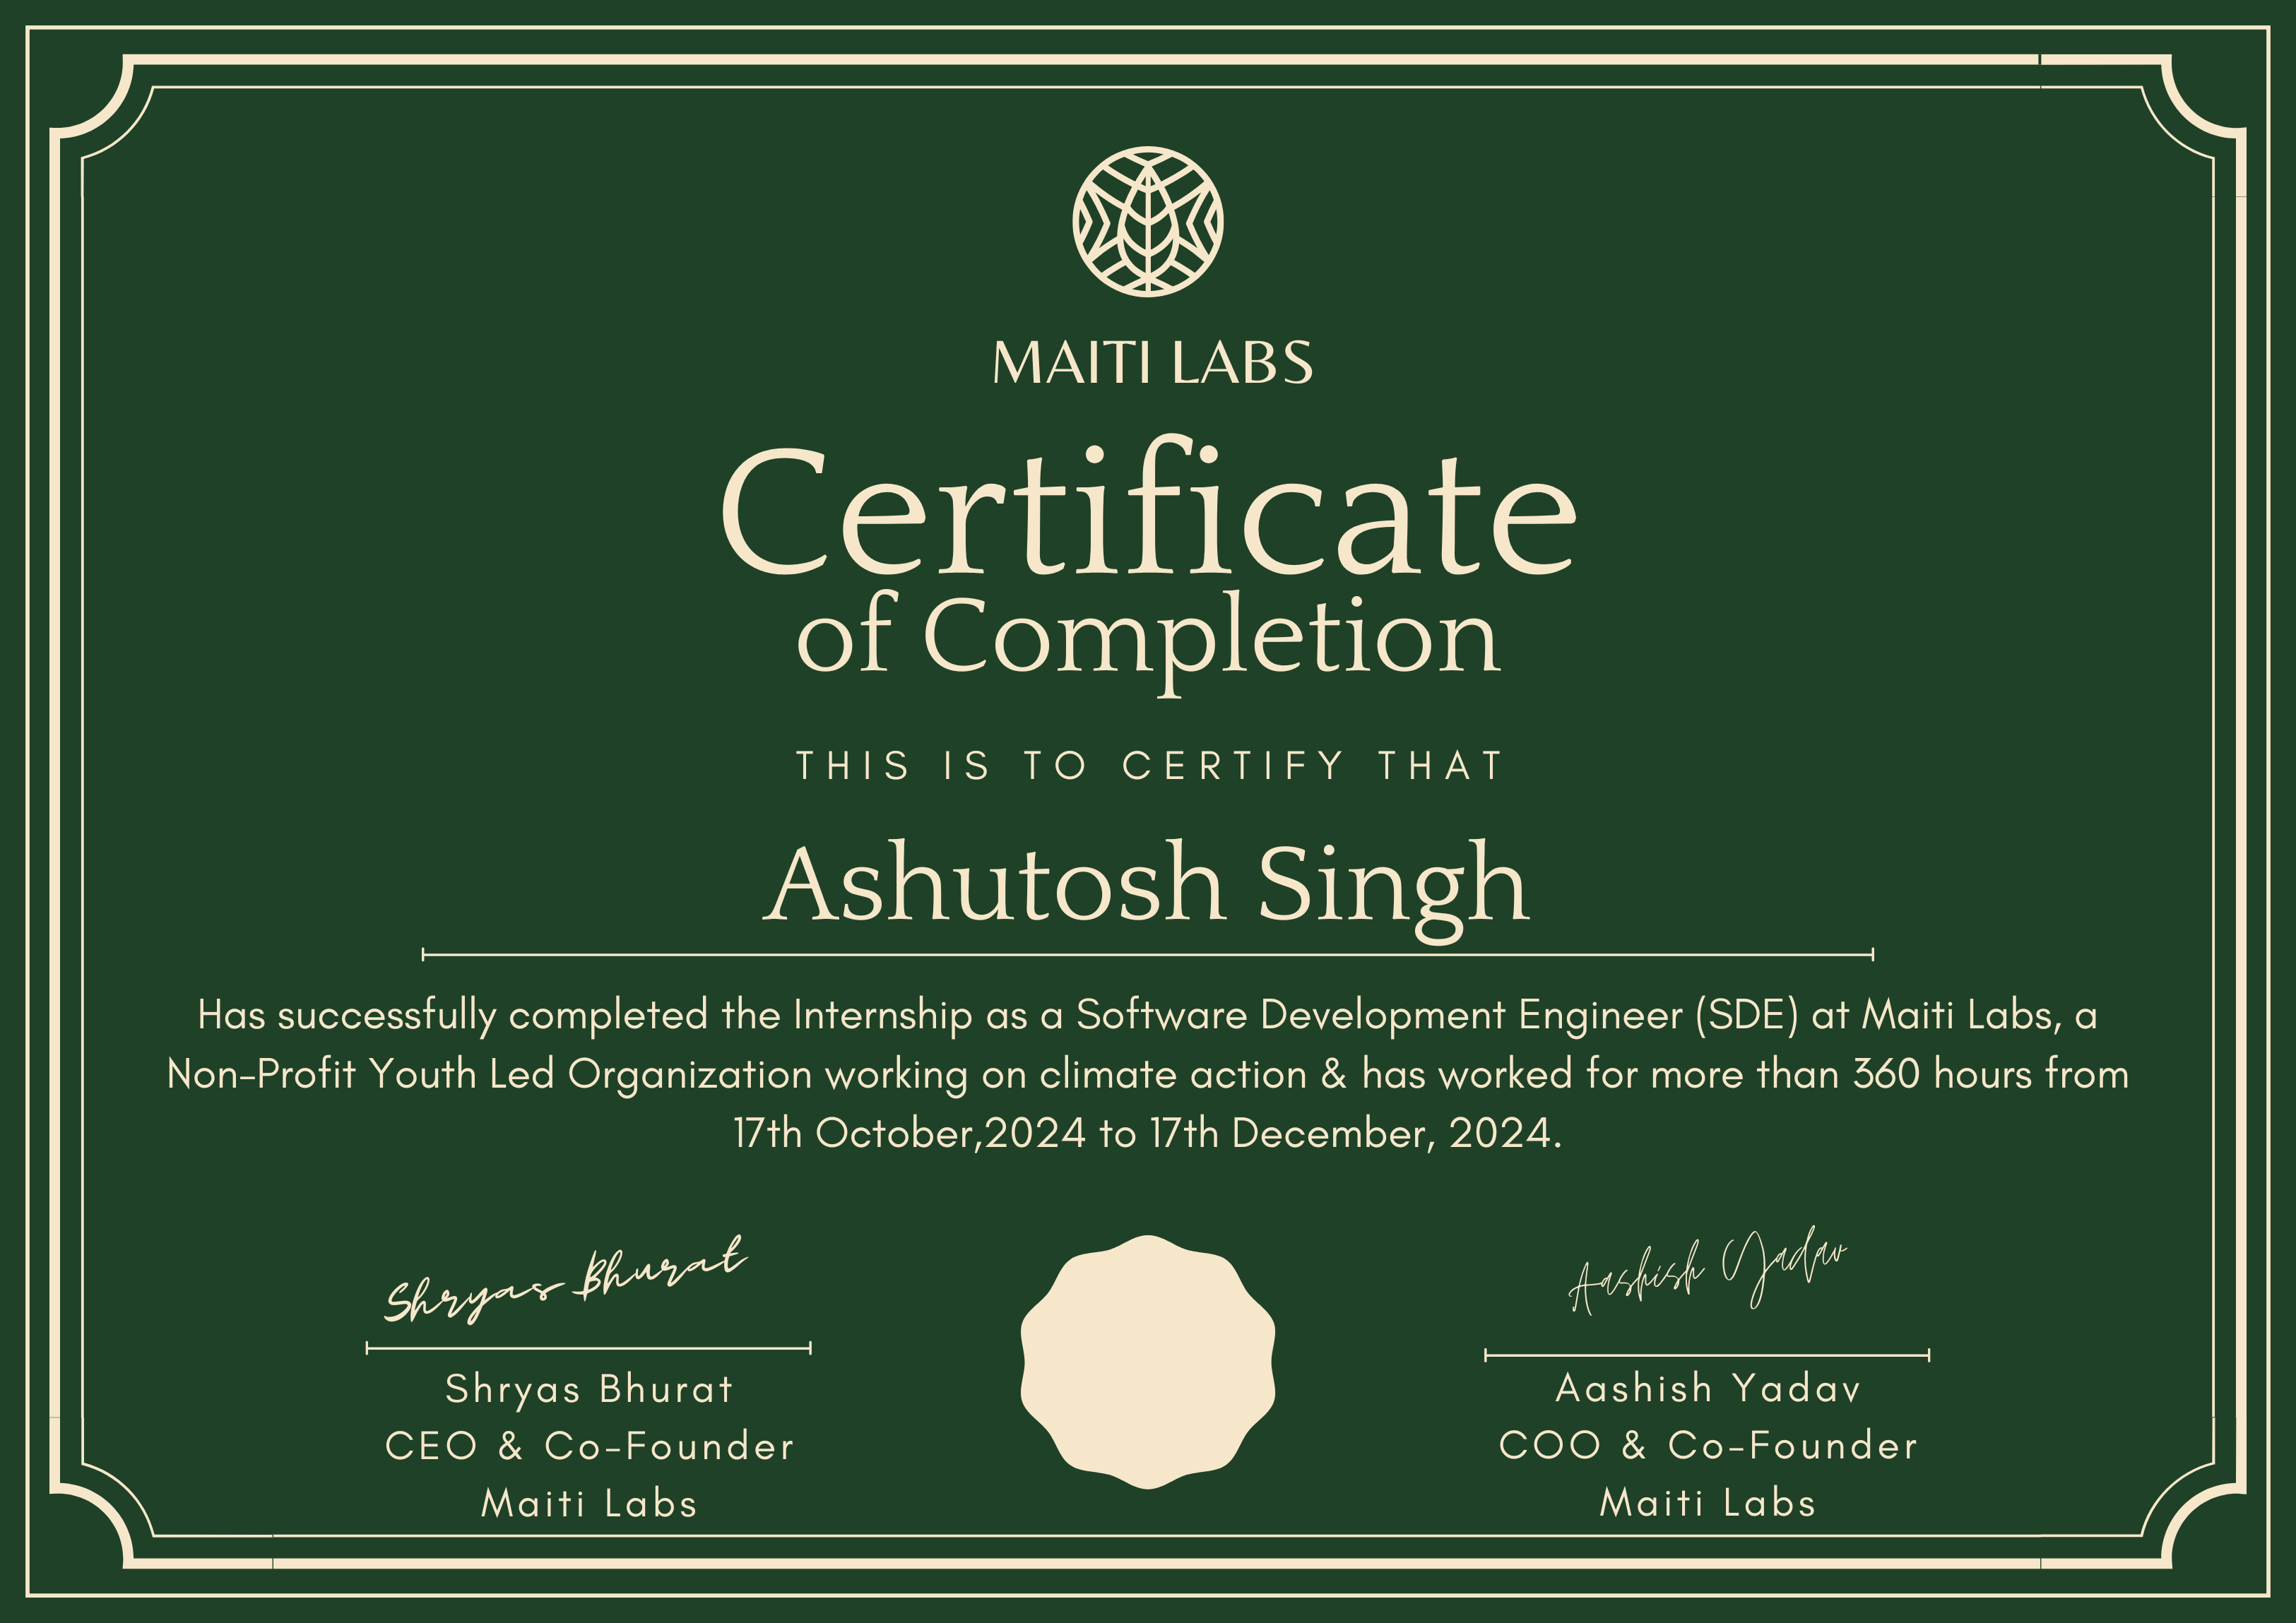 MAITI LABS
Certificate
of Completion
THIS IS TO CERTIFY THAT
Ashutosh Singh
Has successfully completed the Internship as a Software Development Engineer (SDE) at Maiti Labs, a
Non-Profit Youth Led Organization working on climate action & has worked for more than 360 hours from
17th October,2024 to 17th December, 2024.
Shryas Bhurat
Shryas Bhurat
CEO & Co-Founder
Maiti Labs
Aashish Yadav
Aashish Yadav
COO & Co-Founder
Maiti Labs